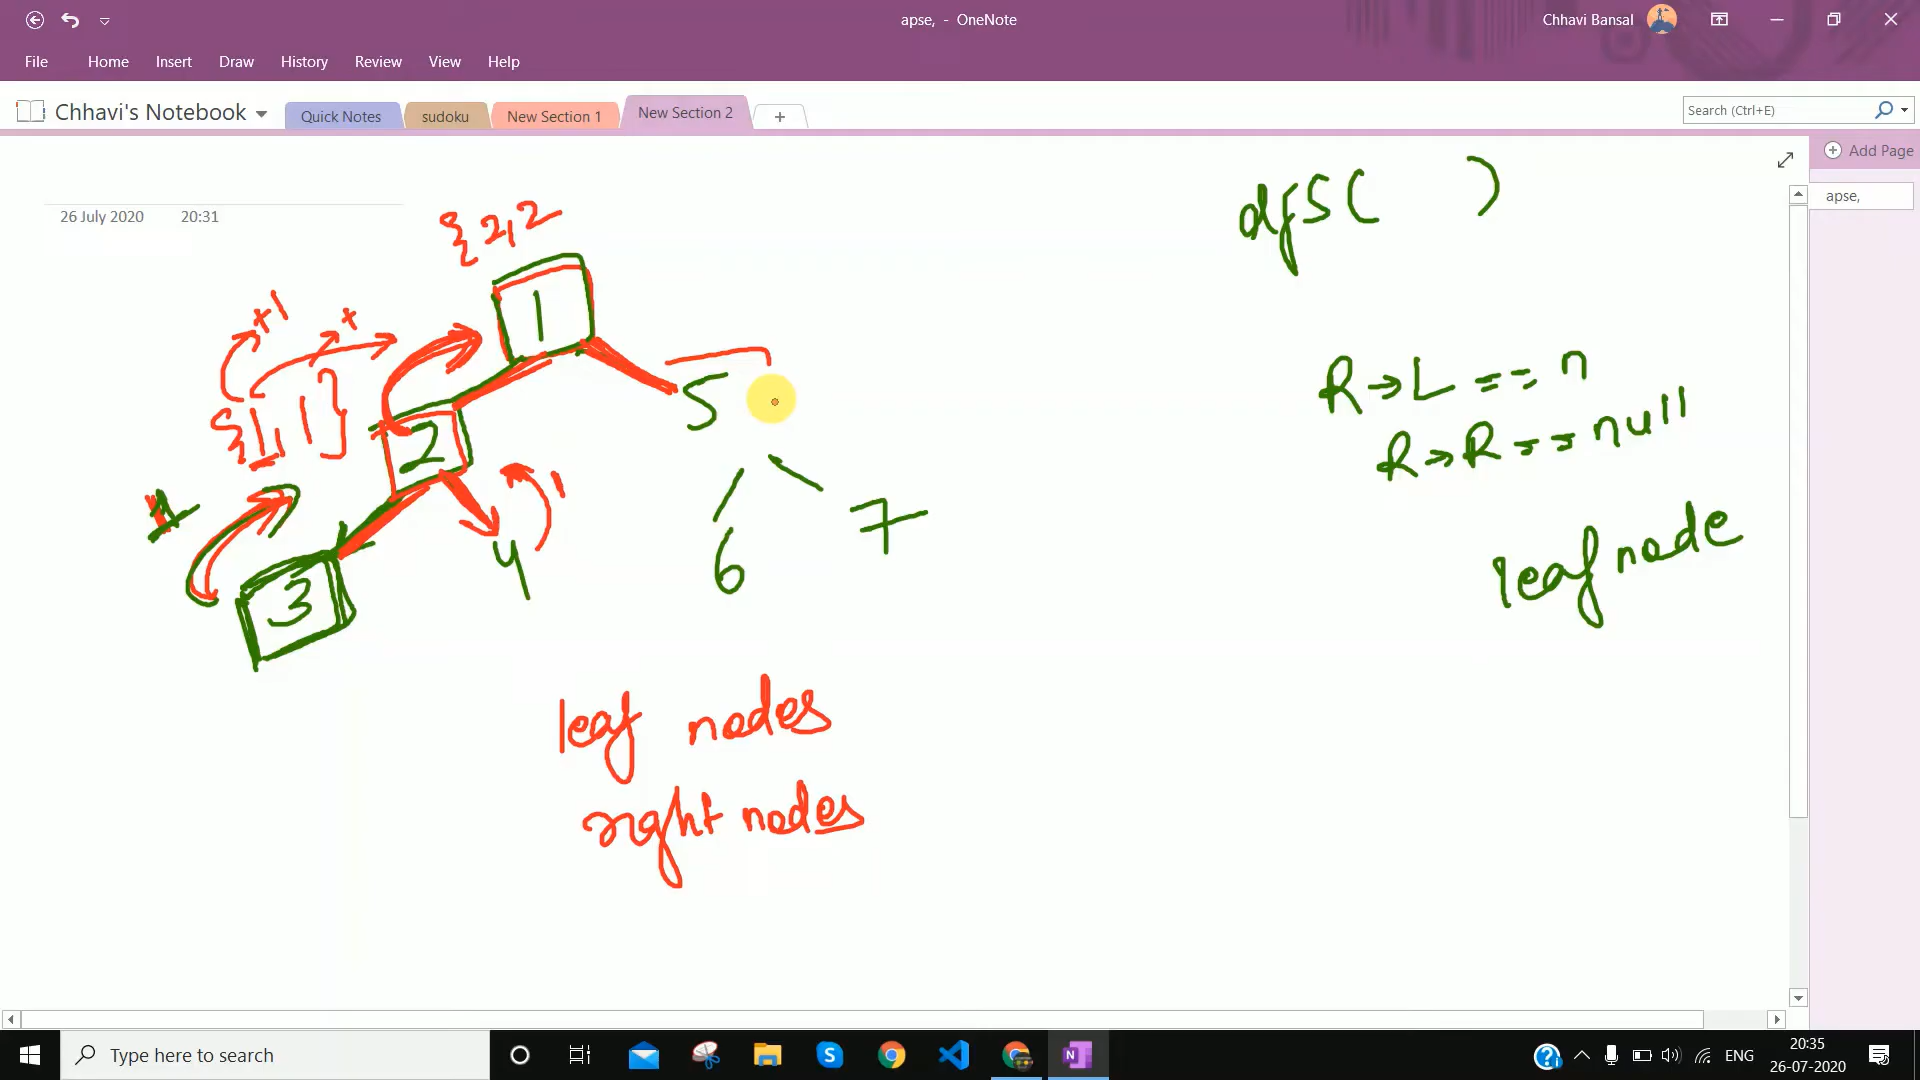 apse, - OneNote
Chhavi Bansal
File Home Insert Draw History Review View Help
Chhavi's Notebook
Quick Notes sudoku New Section 1 New Section 2 +
Search (Ctrl+E)
Add Page
apse,
26 July 2020 20:31
dfs( )
{2,2
1
+1 +
{1,1}
2
5
R→L == n
R→R == null
leaf node
1
3
4
6
7
leaf nodes
right nodes
Type here to search
ENG
20:35
26-07-2020